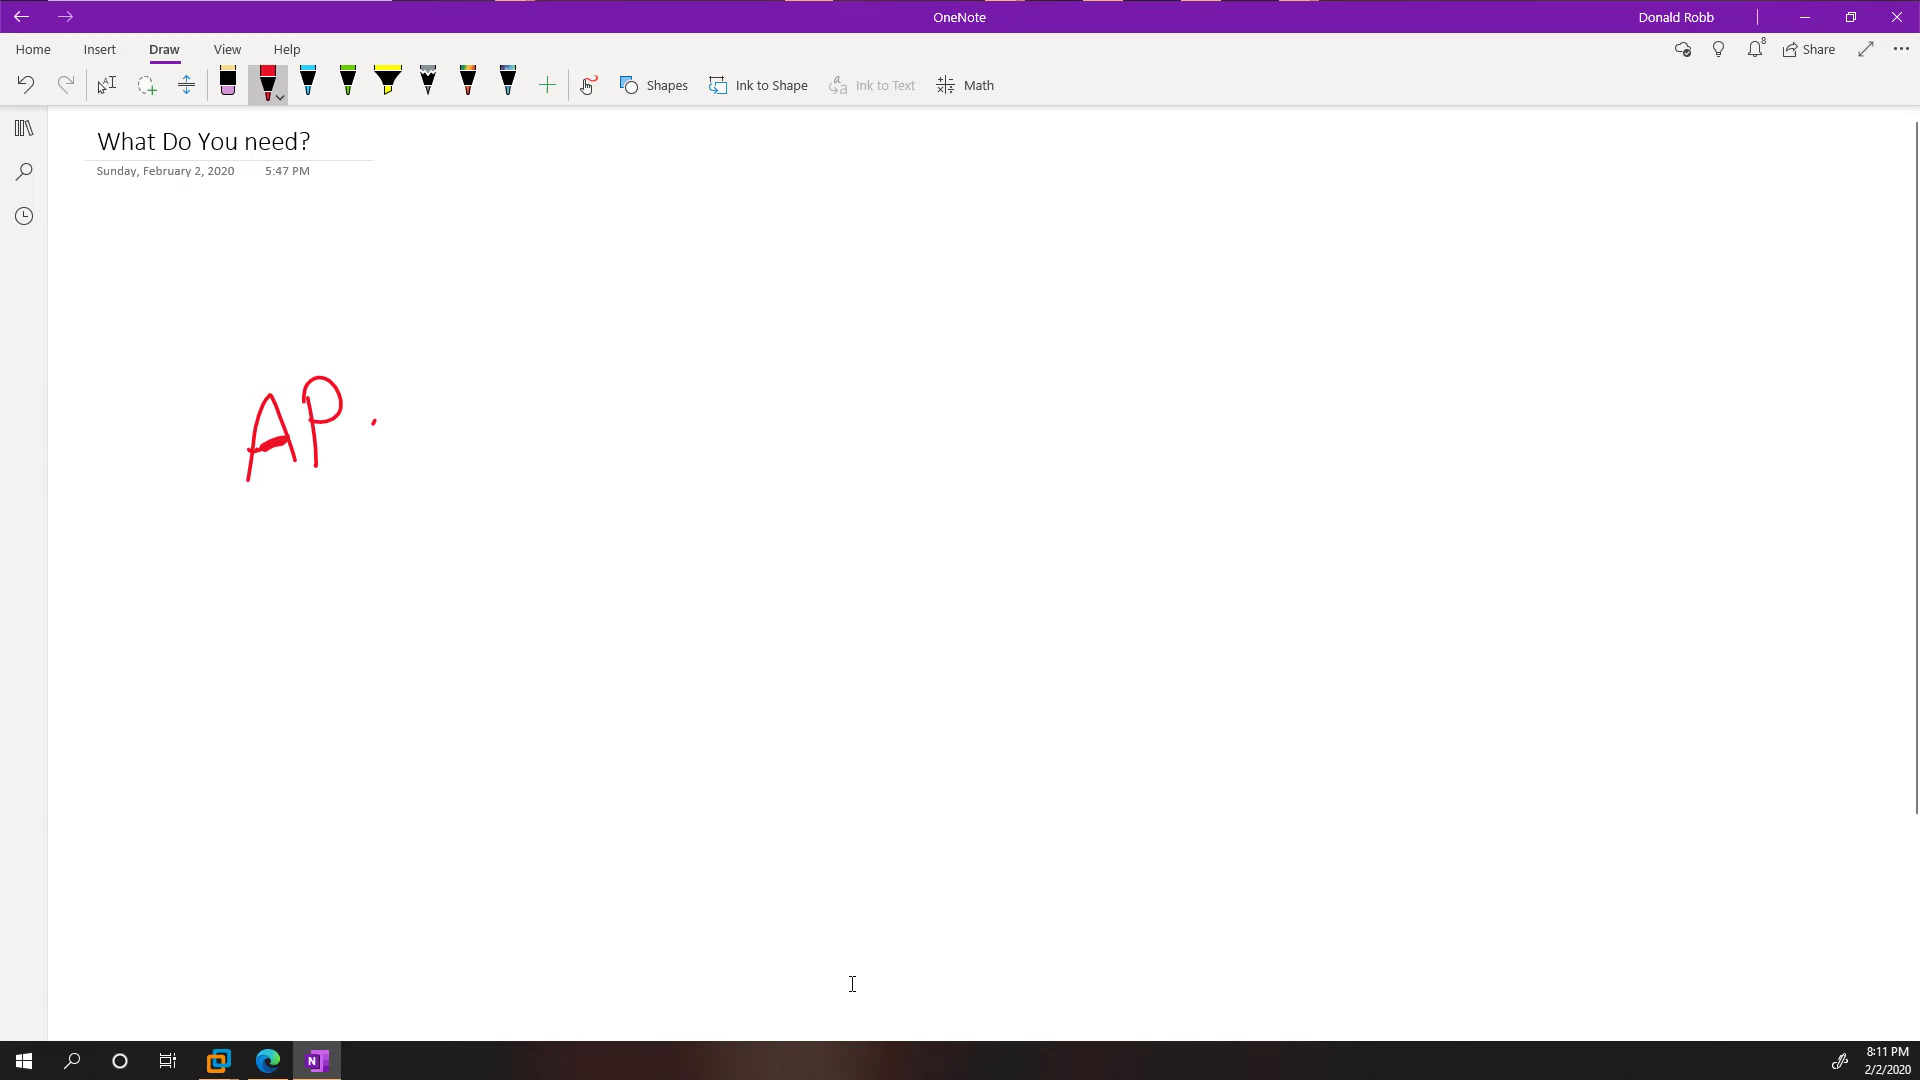 OneNote
Donald Robb
Home Insert Draw View Help
8
Share
Shapes
Ink to Shape
Ink to Text
Math
What Do You need?
Sunday, February 2, 2020 5:47 PM
AP.
8:11 PM
2/2/2020